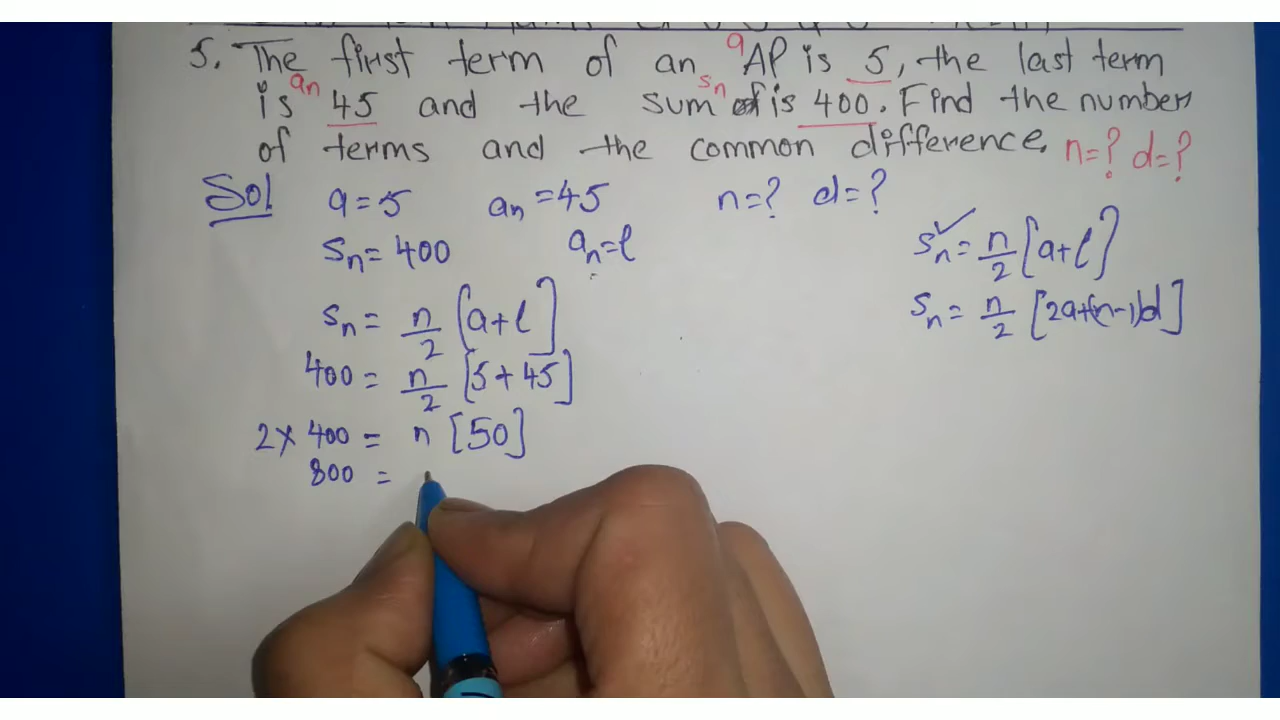 5. The first term of an AP is 5, the last term
a
an
sn
is 45 and the sum of is 400. Find the number
of terms and the common difference. n=? d=?
Sol a=5 an=45 n=? d=?
Sn=400 an=l
Sn = n/2 [a+l]
Sn = n/2 [2a+(n-1)d]
Sn = n/2 [a+l]
400 = n/2 [5+45]
2×400 = n [50]
800 =